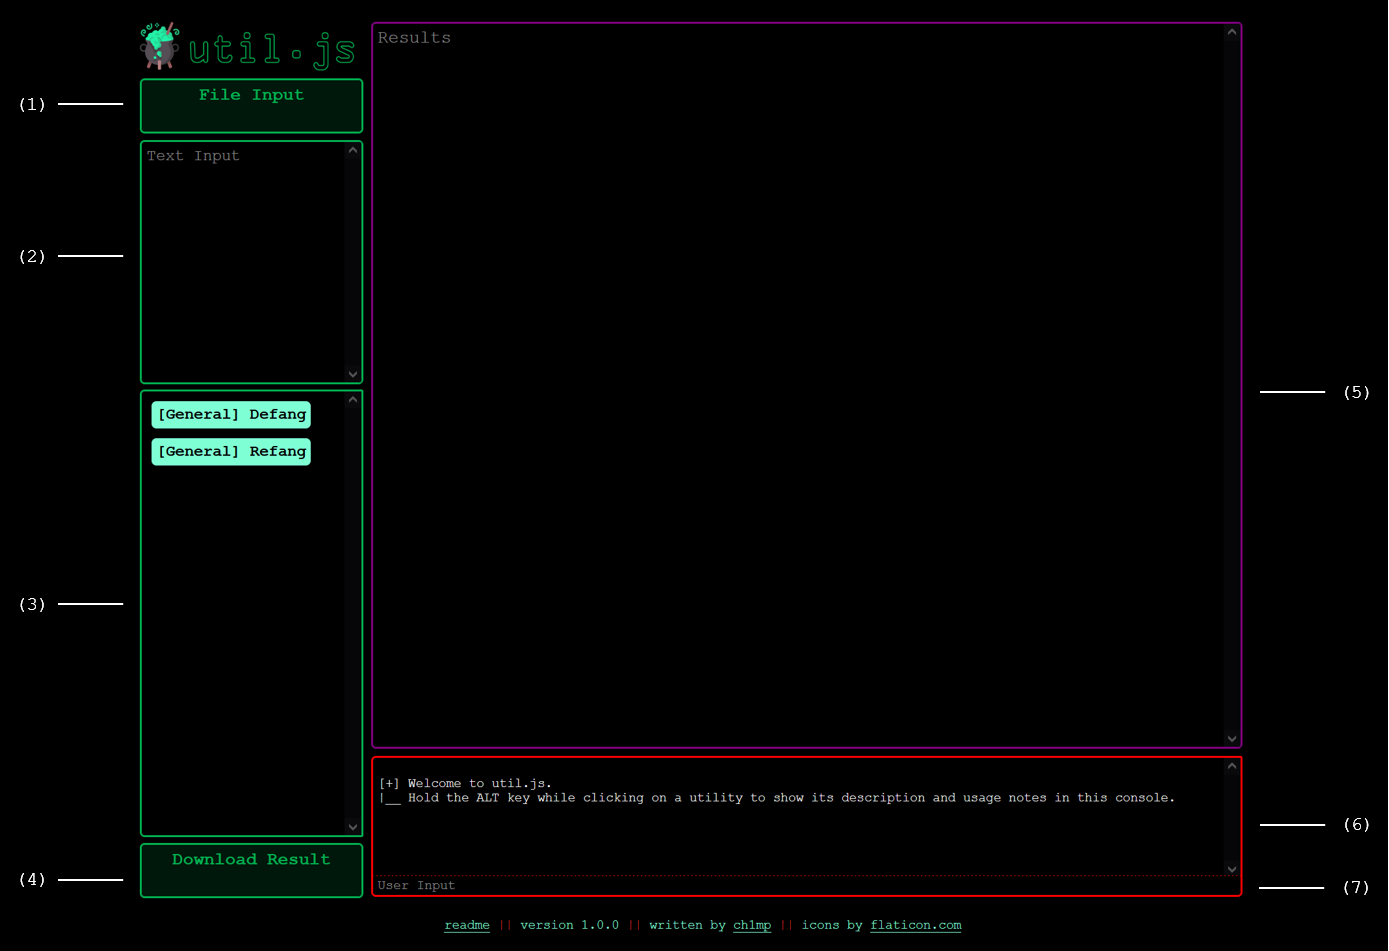 util.js
(1)
File Input
(2)
Text Input
(3)
[General] Defang
[General] Refang
(4)
Download Result
Results
(5)
[+] Welcome to util.js.
|__ Hold the ALT key while clicking on a utility to show its description and usage notes in this console.
(6)
User Input
(7)
readme || version 1.0.0 || written by ch1mp || icons by flaticon.com